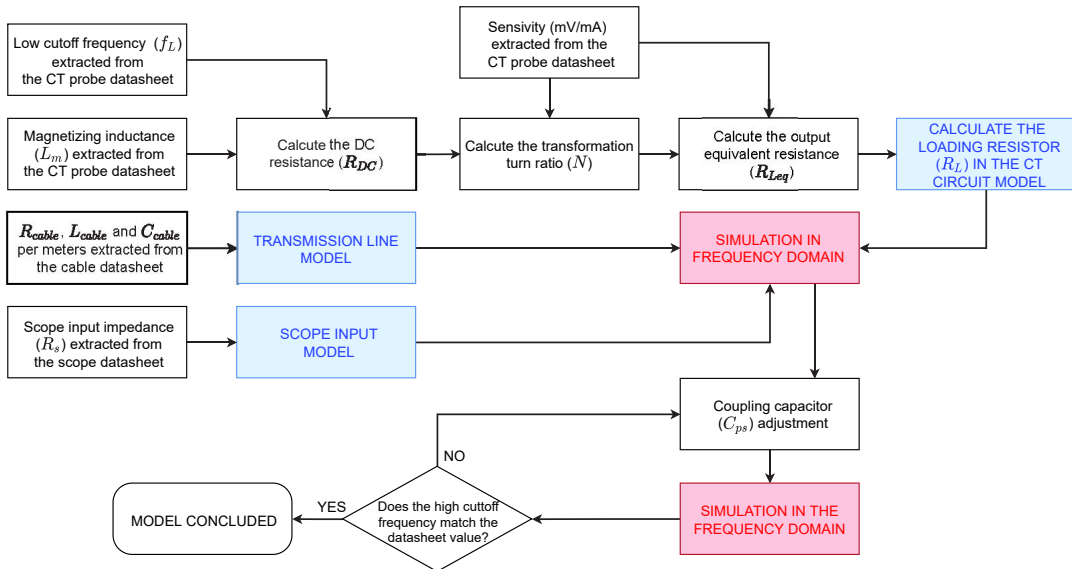 Low cutoff frequency (f_L)
extracted from
the CT probe datasheet
Sensivity (mV/mA)
extracted from the
CT probe datasheet
Magnetizing inductance
(L_m) extracted from
the CT probe datasheet
Calcute the DC
resistance (R_DC)
Calcute the transformation
turn ratio (N)
Calcute the output
equivalent resistance
(R_Leq)
CALCULATE THE
LOADING RESISTOR
(R_L) IN THE CT
CIRCUIT MODEL
R_cable, L_cable and C_cable
per meters extracted from
the cable datasheet
TRANSMISSION LINE
MODEL
SIMULATION IN
FREQUENCY DOMAIN
Scope input impedance
(R_s) extracted from
the scope datasheet
SCOPE INPUT
MODEL
Coupling capacitor
(C_ps) adjustment
NO
YES
MODEL CONCLUDED
Does the high cuttoff
frequency match the
datasheet value?
SIMULATION IN THE
FREQUENCY DOMAIN